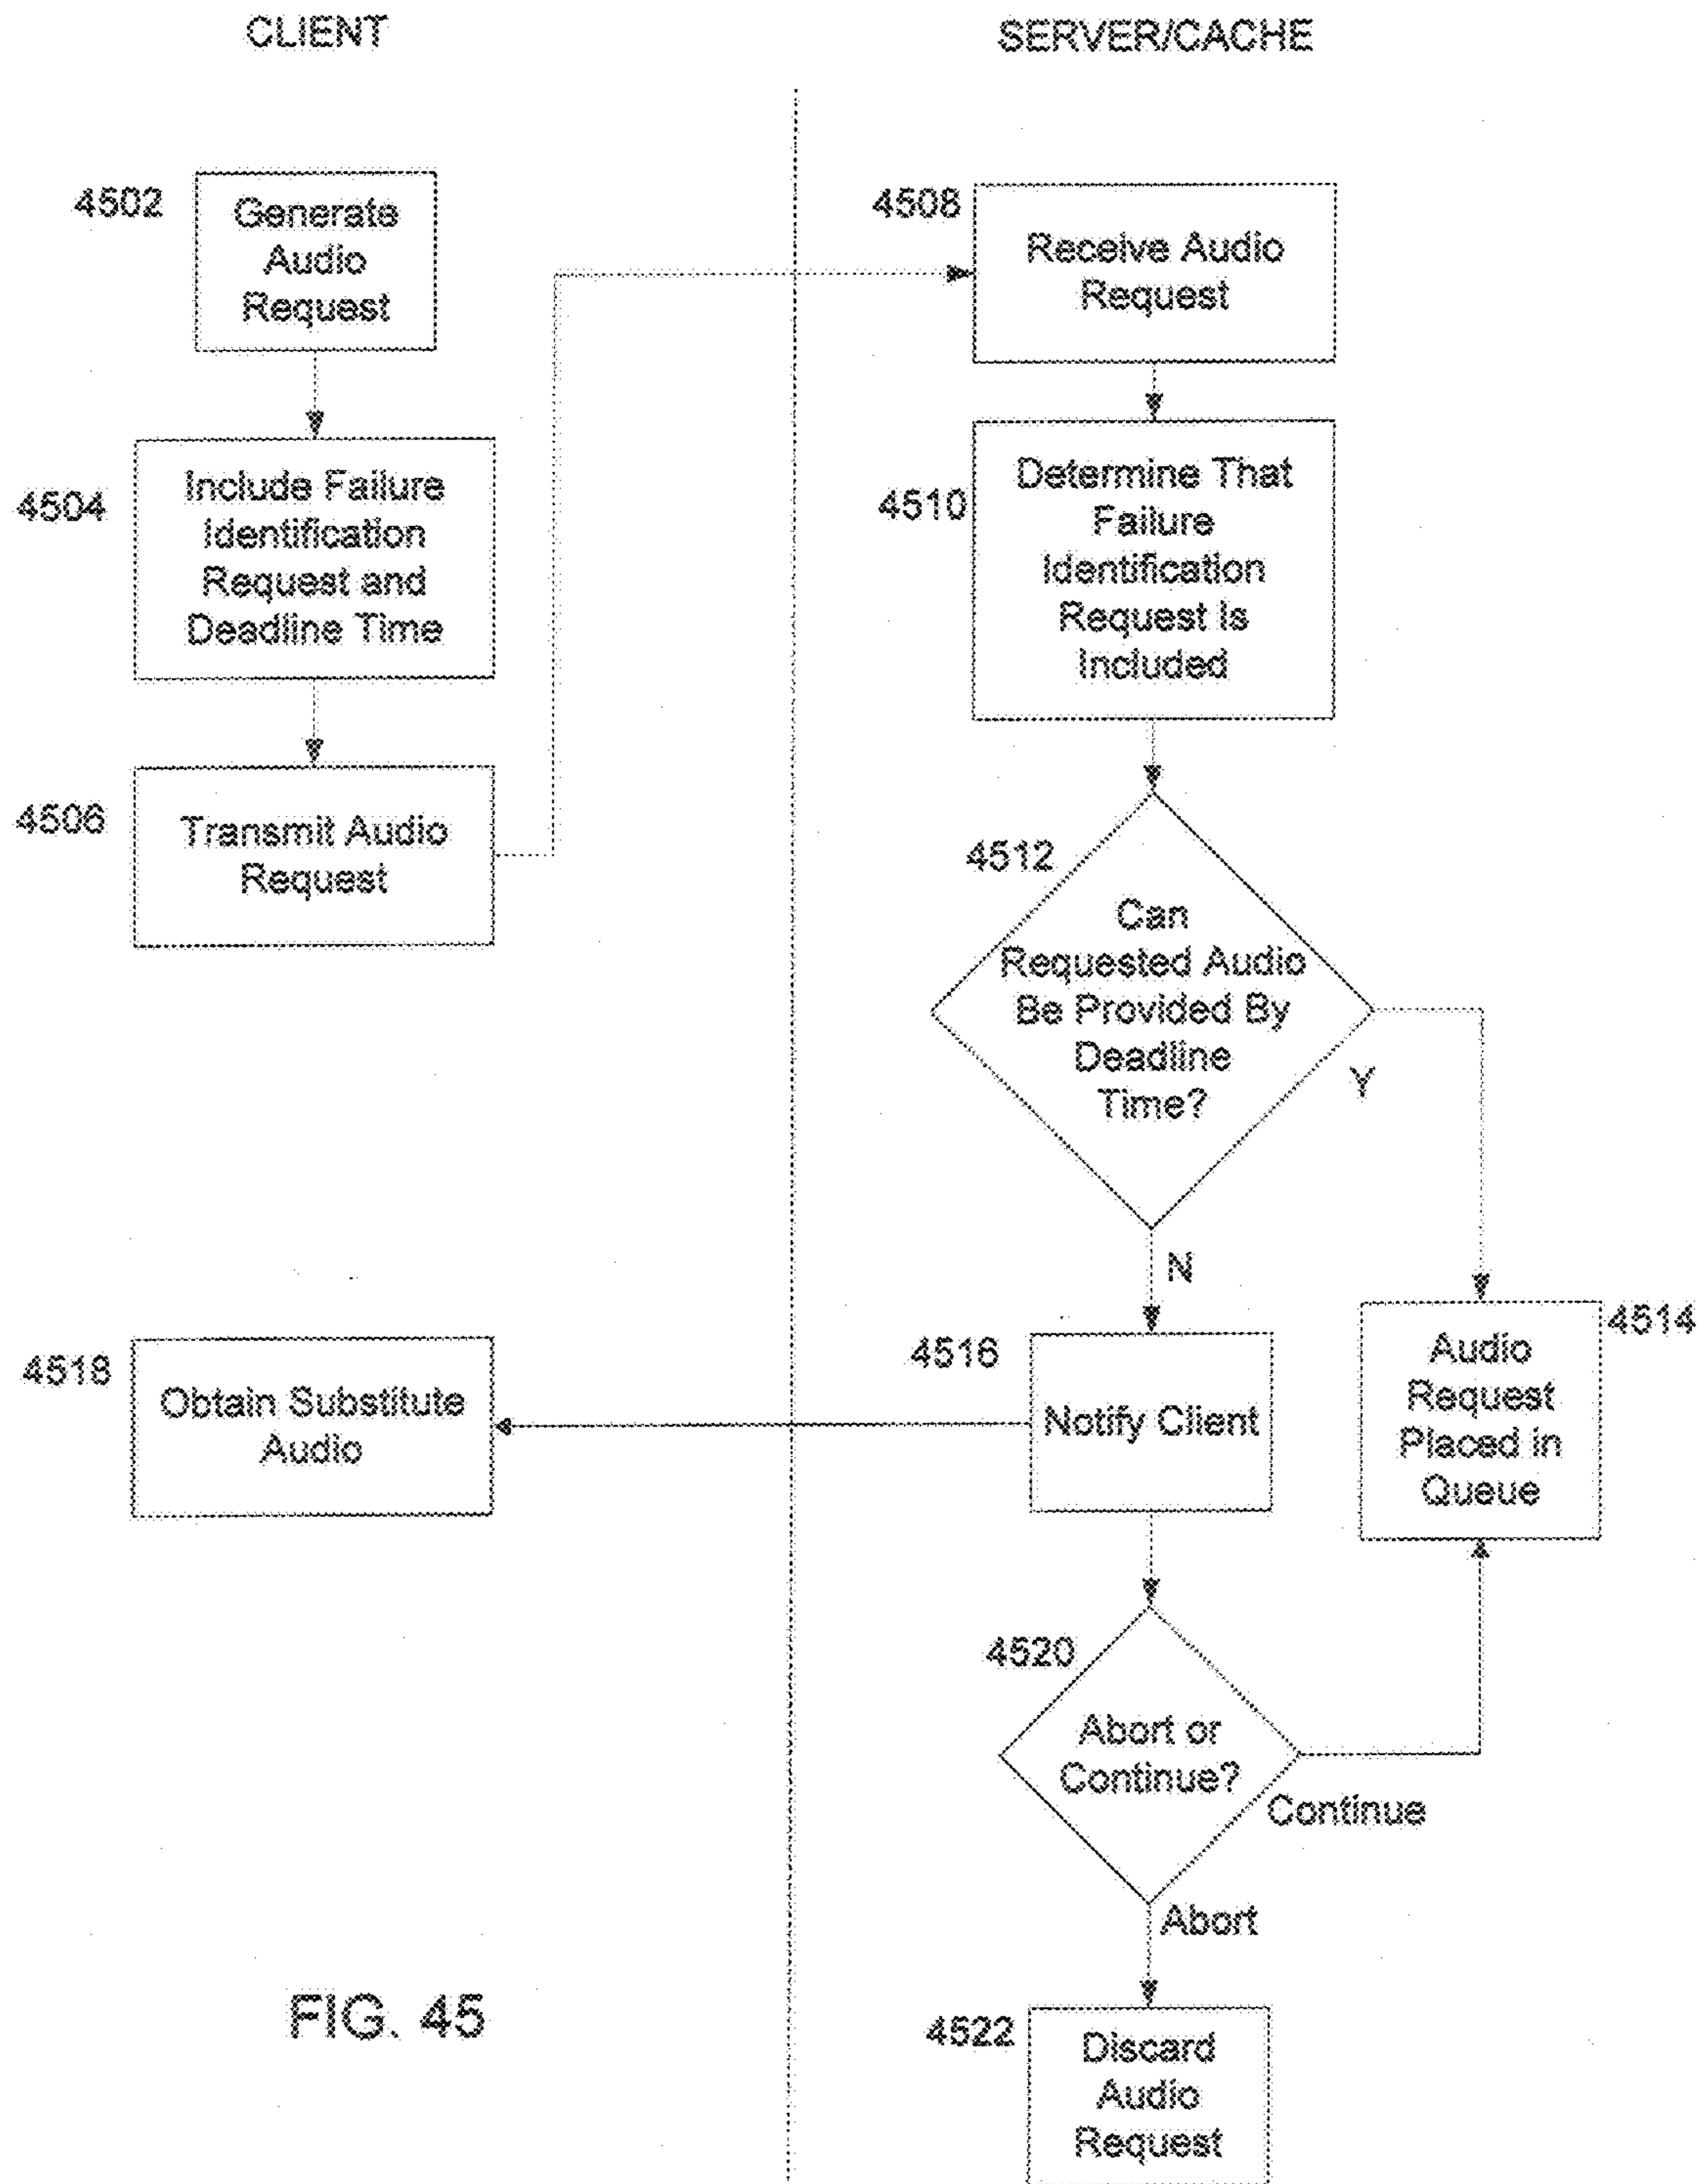 CLIENT
SERVER/CACHE
4502
Generate
Audio
Request
4504
Include Failure
Identification
Request and
Deadline Time
4506
Transmit Audio
Request
4508
Receive Audio
Request
4510
Determine That
Failure
Identification
Request Is
Included
4512
Can
Requested Audio
Be Provided By
Deadline
Time?
Y
N
4514
Audio
Request
Placed in
Queue
4516
Notify Client
4518
Obtain Substitute
Audio
4520
Abort or
Continue?
Continue
Abort
4522
Discard
Audio
Request
FIG. 45